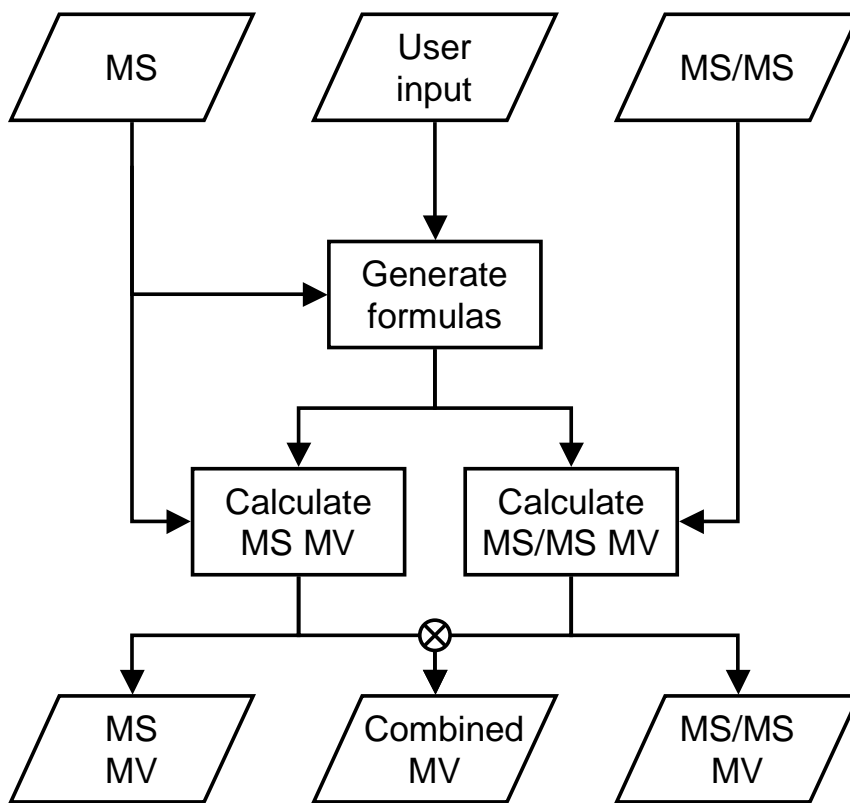 MS
User
input
MS/MS
Generate
formulas
Calculate
MS MV
Calculate
MS/MS MV
MS
MV
Combined
MV
MS/MS
MV